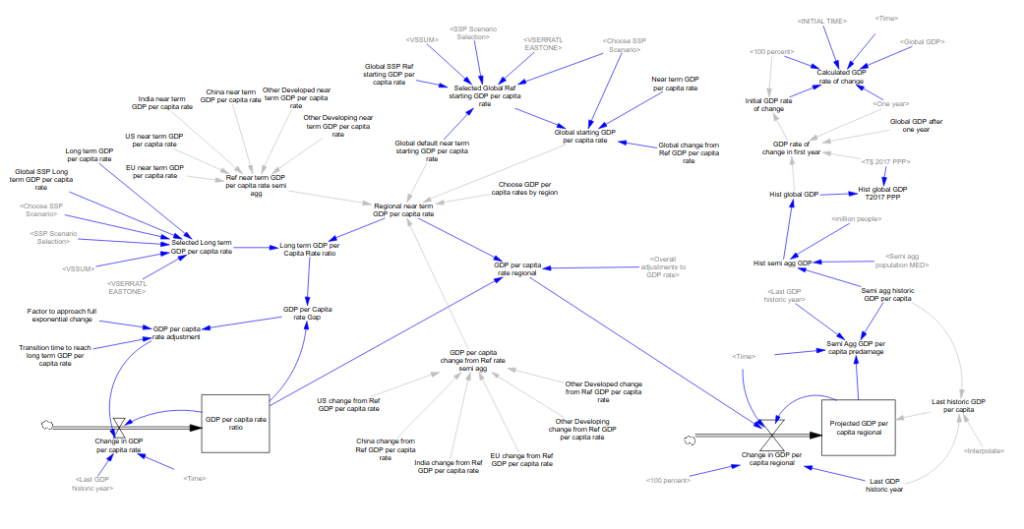 <INITIAL TIME>
<Time>
<SSP Scenario
Selection>
<VSSUM>
<VSERRATL
EASTONE>
<Choose SSP
Scenario>
<Global GDP>
<100 percent>
Global SSP Ref
starting GDP per
capita rate
Selected Global Ref
starting GDP per capita
rate
Near term GDP
per capita rate
Calculated GDP
rate of change
China near term
GDP per capita rate
Other Developed near
term GDP per capita rate
India near term
GDP per capita rate
Initial GDP rate
of change
<One year>
Other Developing near
term GDP per capita rate
Global GDP after
one year
US near term GDP
per capita rate
Global default near term
starting GDP per capita
rate
Global starting GDP
per capita rate
Global change from
Ref GDP per capita
rate
GDP rate of
change in first year
Long term GDP
per capita rate
<T$ 2017 PPP>
EU near term GDP
per capita rate
Global SSP Long
term GDP per capita
rate
Ref near term GDP
per capita rate semi
agg
Choose GDP per
capita rates by region
Hist global GDP
Hist global GDP
T2017 PPP
<Choose SSP
Scenario>
Regional near term
GDP per capita rate
<million people>
<SSP Scenario
Selection>
Selected Long term
GDP per capita rate
Long term GDP per
Capita Rate ratio
<VSSUM>
GDP per capita
rate regional
<Overall
adjustments to
GDP rate>
Hist semi agg GDP
<Semi agg
population MED>
<VSERRATL
EASTONE>
<Last GDP
historic year>
Semi agg historic
GDP per capita
Factor to approach full
exponential change
GDP per Capita
rate Gap
GDP per capita
rate adjustment
Transition time to reach
long term GDP per
capita rate
Semi Agg GDP per
capita predamage
<Time>
GDP per capita
change from Ref rate
semi agg
Other Developed change
from Ref GDP per capita
rate
US change from Ref
GDP per capita rate
GDP per capita rate
ratio
Last historic GDP
per capita
Projected GDP per
capita regional
Other Developing
change from Ref GDP
per capita rate
Change in GDP
per capita rate
China change from
Ref GDP per capita
rate
India change from Ref
GDP per capita rate
EU change from Ref
GDP per capita rate
Change in GDP per
capita regional
<Interpolate>
<Last GDP
historic year>
<Time>
<100 percent>
Last GDP
historic year